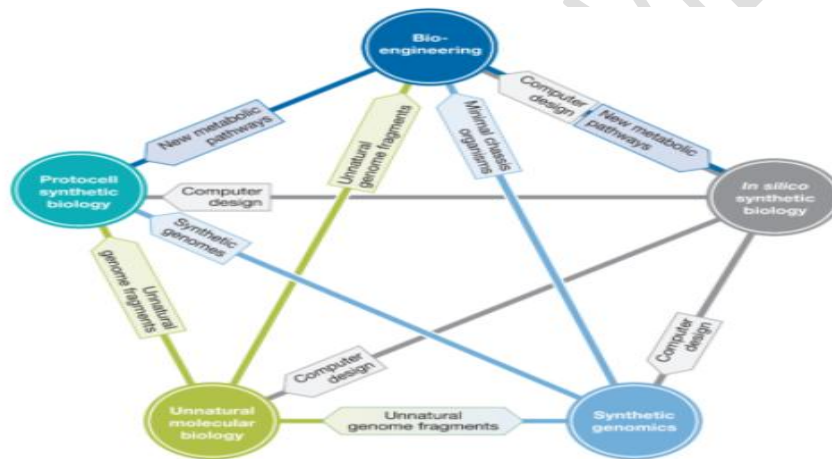 Bio-
engineering
New metabolic
pathways
Unnatural
genome fragments
Minimal chassis
organisms
Computer
design
New metabolic
pathways
Protocell
synthetic
biology
Computer
design
In silico
synthetic
biology
Synthetic
genomes
Unnatural
genome fragments
Computer
design
Computer
design
Unnatural
molecular
biology
Unnatural
genome fragments
Synthetic
genomics